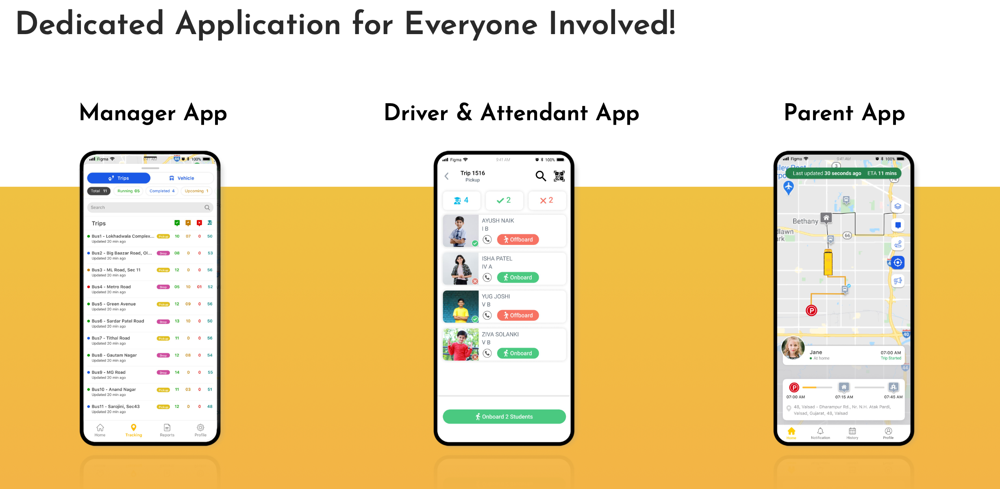 Dedicated Application for Everyone Involved!
Manager App
Figma 9:41 AM 44 100%
Trips Vehicle
Total 11 Running 05 Completed 4 Upcoming 1
Search
Trips
Bus1 - Lokhadwala Complex... Pickup 10 07 0 50
Updated 20 min ago
Bus2 - Big Baazar Road, Ol... Drop 08 0 0 53
Updated 20 min ago
Bus3 - ML Road, Sec 11 Pickup 12 0 0 56
Updated 20 min ago
Bus4 - Metro Road Drop 05 10 01 52
Updated 20 min ago
Bus5 - Green Avenue Pickup 12 09 0 56
Updated 20 min ago
Bus6 - Sardar Patel Road Drop 13 10 0 50
Updated 20 min ago
Bus7 - Tithal Road Pickup 11 0 0 56
Updated 20 min ago
Bus8 - Gautam Nagar Drop 12 08 0 54
Updated 20 min ago
Bus9 - MG Road Drop 14 0 0 55
Updated 20 min ago
Bus10 - Anand Nagar Pickup 11 03 0 51
Updated 20 min ago
Bus11 - Sarojini, Sec43 Pickup 12 0 0 48
Updated 20 min ago
Home Tracking Reports Profile
Driver & Attendant App
Figma 9:41 AM 100%
Trip 1516
Pickup
4 2 2
AYUSH NAIK
I B
Offboard
ISHA PATEL
IV A
Onboard
YUG JOSHI
V B
Offboard
ZIVA SOLANKI
V B
Onboard
Onboard 2 Students
Parent App
Figma 9:41 AM 100%
3
Last updated 30 seconds ago ETA 11 mins
74
Bethany
66
40
Jane 07:00 AM
At home Trip Started
44
P
P
07:00 AM 07:15 AM 07:45 AM
48, Valsad - Dharampur Rd., Nr. N.H. Atak Pardi,
Valsad, Gujarat, 48, Valsad
Home Notification History Profile